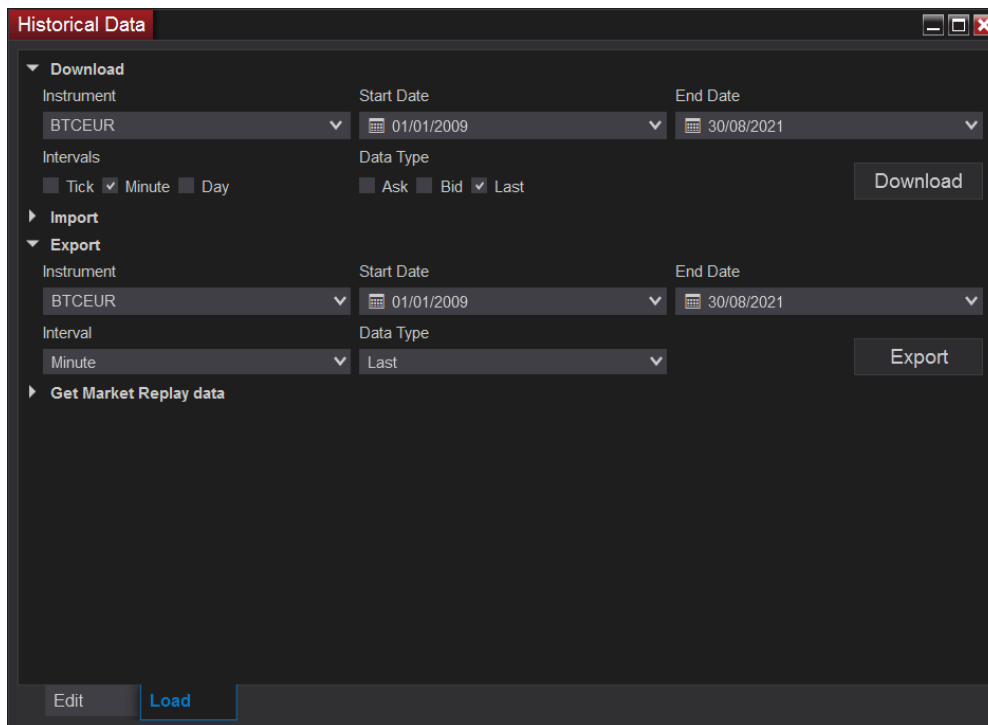 Historical Data
Download
Instrument Start Date End Date
BTCEUR 01/01/2009 30/08/2021
Intervals Data Type
Tick Minute Day Ask Bid Last Download
Import
Export
Instrument Start Date End Date
BTCEUR 01/01/2009 30/08/2021
Interval Data Type
Minute Last Export
Get Market Replay data
Edit Load